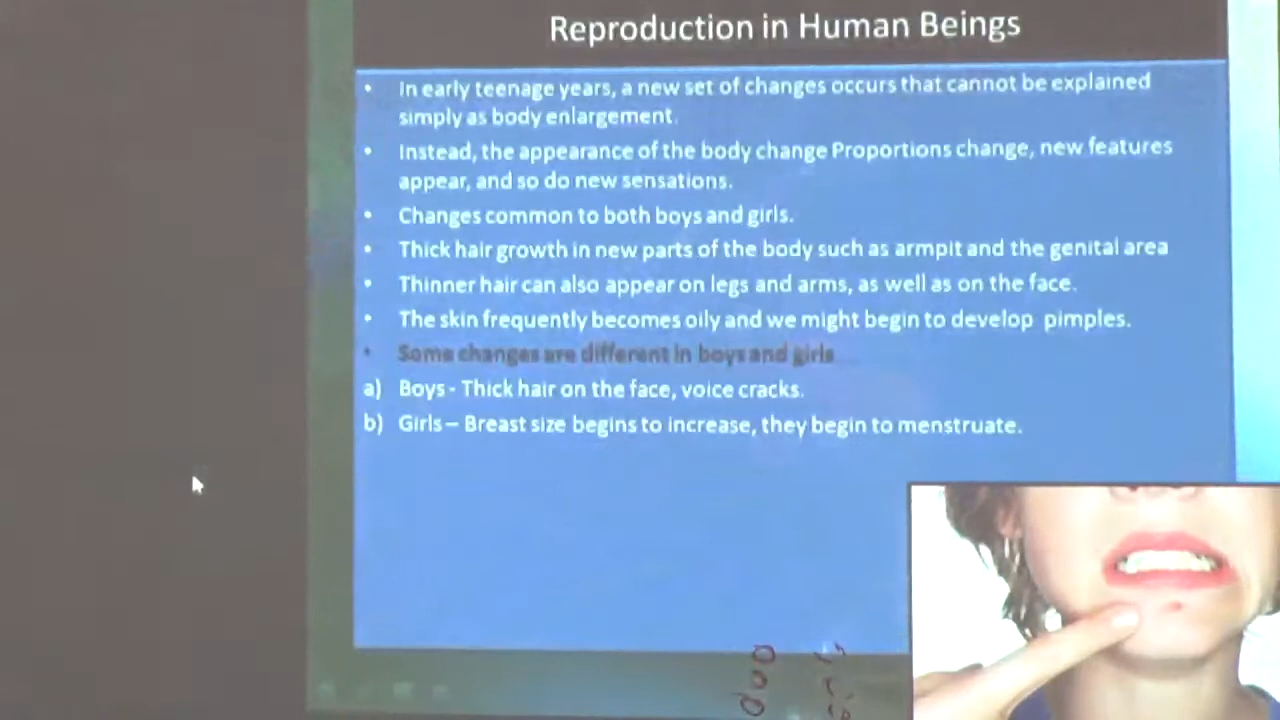 Reproduction in Human Beings
• In early teenage years, a new set of changes occurs that cannot be explained
simply as body enlargement.
• Instead, the appearance of the body change Proportions change, new features
appear, and so do new sensations.
• Changes common to both boys and girls.
• Thick hair growth in new parts of the body such as armpit and the genital area
• Thinner hair can also appear on legs and arms, as well as on the face.
• The skin frequently becomes oily and we might begin to develop pimples.
• Some changes are different in boys and girls
a) Boys - Thick hair on the face, voice cracks.
b) Girls – Breast size begins to increase, they begin to menstruate.